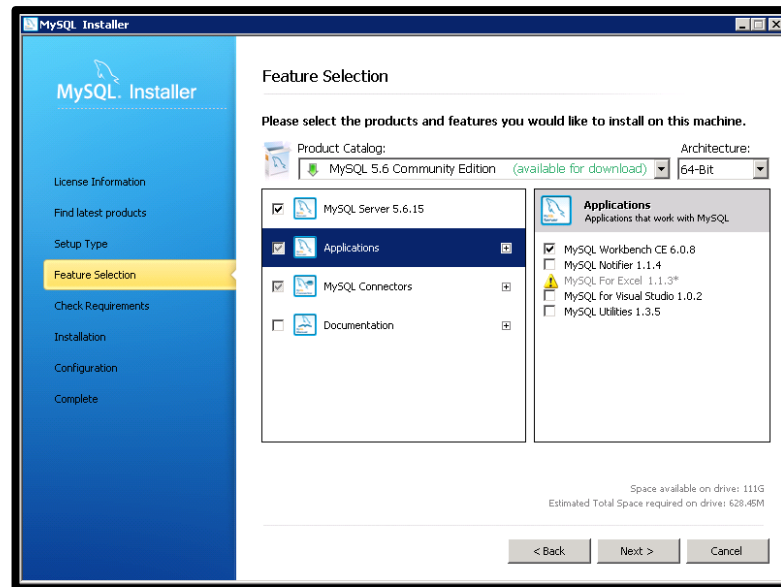 MySQL Installer
MySQL. Installer
License Information
Find latest products
Setup Type
Feature Selection
Check Requirements
Installation
Configuration
Complete
Feature Selection
Please select the products and features you would like to install on this machine.
Product Catalog:
Architecture:
MySQL 5.6 Community Edition (available for download)
64-Bit
MySQL Server 5.6.15
Applications
MySQL Connectors
Documentation
Applications
Applications that work with MySQL
MySQL Workbench CE 6.0.8
MySQL Notifier 1.1.4
MySQL For Excel 1.1.3*
MySQL for Visual Studio 1.0.2
MySQL Utilities 1.3.5
Space available on drive: 111G
Estimated Total Space required on drive: 628.45M
< Back
Next >
Cancel